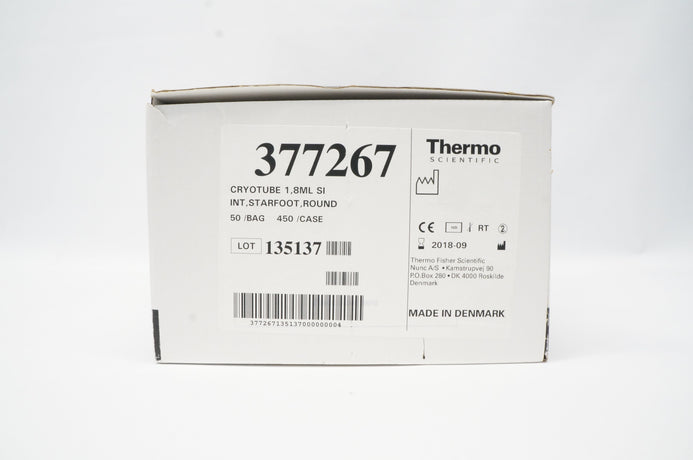 377267
CRYOTUBE 1,8ML SI
INT,STARFOOT,ROUND
50 /BAG 450 /CASE
LOT 135137
377267135137000000004
Thermo
SCIENTIFIC
CE IVD RT 2
2018-09
Thermo Fisher Scientific
Nunc A/S • Kamstrupvej 90
P.O.Box 280 • DK 4000 Roskilde
Denmark
MADE IN DENMARK